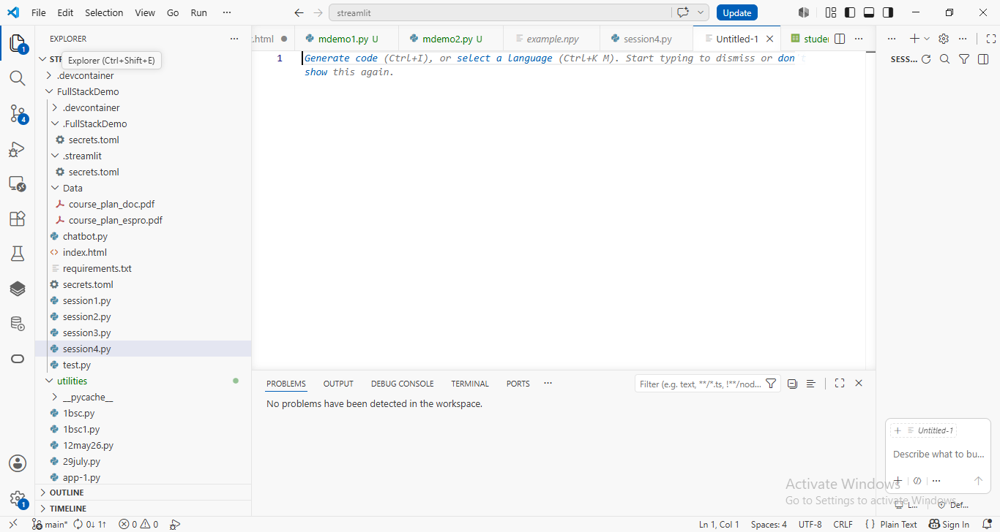 File Edit Selection View Go Run ···
streamlit
Update
EXPLORER
Explorer (Ctrl+Shift+E)
.devcontainer
FullStackDemo
.devcontainer
.FullStackDemo
secrets.toml
.streamlit
secrets.toml
Data
course_plan_doc.pdf
course_plan_espro.pdf
chatbot.py
index.html
requirements.txt
secrets.toml
session1.py
session2.py
session3.py
session4.py
test.py
utilities
__pycache__
1bsc.py
1bsc1.py
12may26.py
29july.py
app-1.py
OUTLINE
TIMELINE
1
4
1
.html mdemo1.py U mdemo2.py U example.npy session4.py Untitled-1
1 Generate code (Ctrl+I), or select a language (Ctrl+K M). Start typing to dismiss or don't
show this again.
PROBLEMS OUTPUT DEBUG CONSOLE TERMINAL PORTS ···
Filter (e.g. text, **/*.ts, !**/nod...
No problems have been detected in the workspace.
SESS...
Untitled-1
Describe what to bu...
L... Def...
Activate Windows
Go to Settings to activate Windows.
main* 0↓ 1↑ 0 0
Ln 1, Col 1 Spaces: 4 UTF-8 CRLF { } Plain Text Sign In